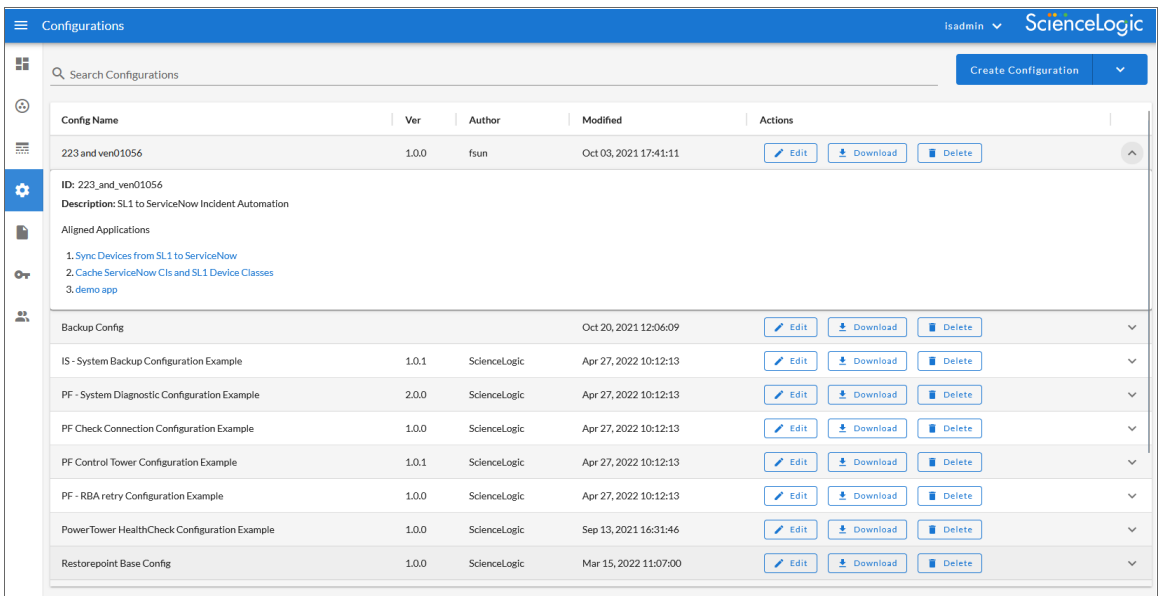 Configurations isadmin ScienceLogic
Search Configurations Create Configuration
Config Name Ver Author Modified Actions
223 and ven01056 1.0.0 fsun Oct 03, 2021 17:41:11 Edit Download Delete
ID: 223_and_ven01056
Description: SL1 to ServiceNow Incident Automation
Aligned Applications
1. Sync Devices from SL1 to ServiceNow
2. Cache ServiceNow CIs and SL1 Device Classes
3. demo app
Backup Config Oct 20, 2021 12:06:09 Edit Download Delete
IS - System Backup Configuration Example 1.0.1 ScienceLogic Apr 27, 2022 10:12:13 Edit Download Delete
PF - System Diagnostic Configuration Example 2.0.0 ScienceLogic Apr 27, 2022 10:12:13 Edit Download Delete
PF Check Connection Configuration Example 1.0.0 ScienceLogic Apr 27, 2022 10:12:13 Edit Download Delete
PF Control Tower Configuration Example 1.0.1 ScienceLogic Apr 27, 2022 10:12:13 Edit Download Delete
PF - RBA retry Configuration Example 1.0.0 ScienceLogic Apr 27, 2022 10:12:13 Edit Download Delete
PowerTower HealthCheck Configuration Example 1.0.0 ScienceLogic Sep 13, 2021 16:31:46 Edit Download Delete
Restorepoint Base Config 1.0.0 ScienceLogic Mar 15, 2022 11:07:00 Edit Download Delete